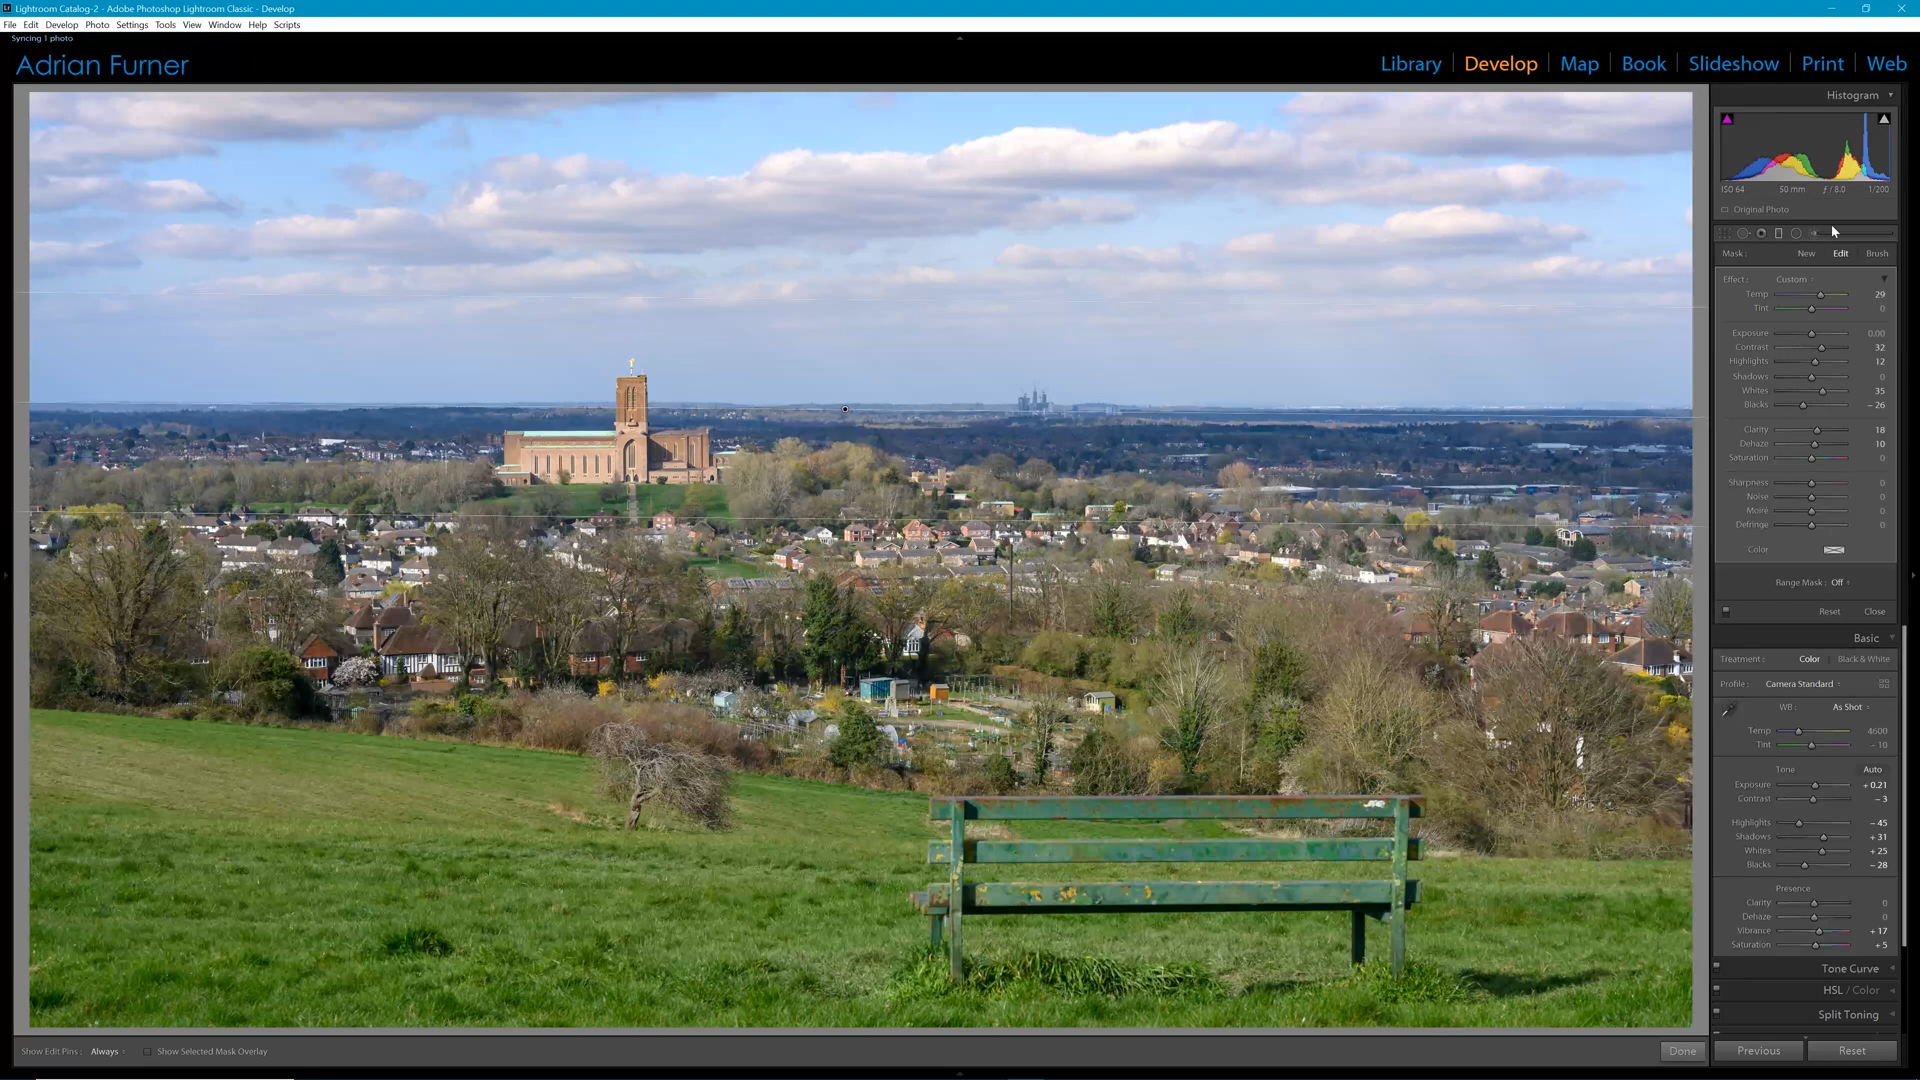 Lightroom Catalog-2 - Adobe Photoshop Lightroom Classic - Develop
File Edit Develop Photo Settings Tools View Window Help Scripts
Syncing 1 photo
Adrian Furner
Library Develop Map Book Slideshow Print Web
Histogram
ISO 64 50 mm ƒ / 8.0 1/200
Original Photo
Mask : New Edit Brush
Effect : Custom
Temp 29
Tint 0
Exposure 0.00
Contrast 32
Highlights 12
Shadows 0
Whites 35
Blacks - 26
Clarity 18
Dehaze 10
Saturation 0
Sharpness 0
Noise 0
Moiré 0
Defringe 0
Color
Range Mask : Off
Reset Close
Basic
Treatment : Color Black & White
Profile : Camera Standard
WB : As Shot
Temp 4600
Tint - 10
Tone Auto
Exposure + 0.21
Contrast - 3
Highlights - 45
Shadows + 31
Whites + 25
Blacks - 28
Presence
Clarity 0
Dehaze 0
Vibrance + 17
Saturation + 5
Tone Curve
HSL / Color
Split Toning
Show Edit Pins : Always Show Selected Mask Overlay Done Previous Reset